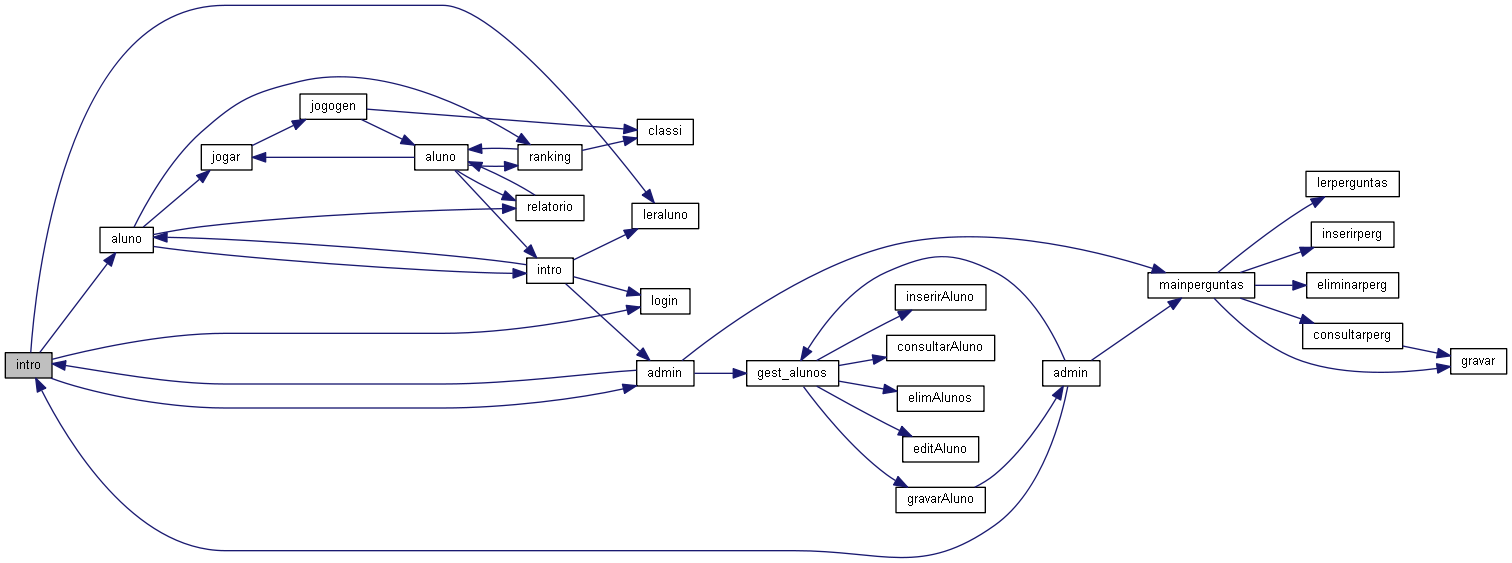 jogogen
classi
jogar
aluno
ranking
lerperguntas
relatorio
leraluno
aluno
inserirperg
intro
mainperguntas
eliminarperg
inserirAluno
login
consultarperg
consultarAluno
gravar
intro
admin
gest_alunos
admin
elimAlunos
editAluno
gravarAluno